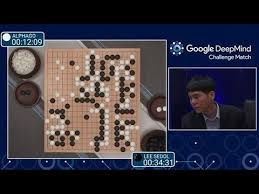 ALPHAGO
00:12:09
Google DeepMind
Challenge Match
LEE SEDOL
00:34:31